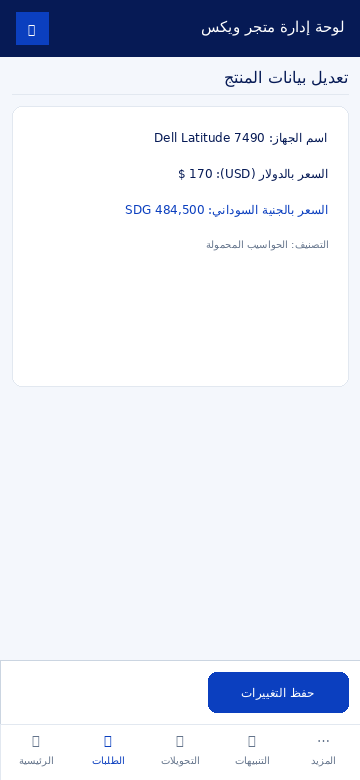 لوحة إدارة متجر ويكس
تعديل بيانات المنتج
اسم الجهاز: Dell Latitude 7490
السعر بالدولار (USD): 170 $
السعر بالجنية السوداني: 484,500 SDG
التصنيف: الحواسيب المحمولة
حفظ التغييرات
المزيد
التنبيهات
التحويلات
الطلبات
الرئيسية